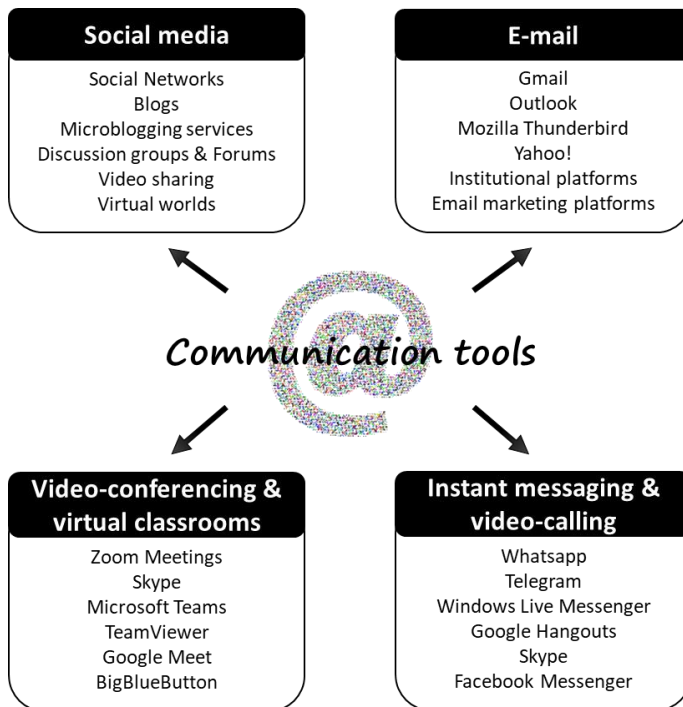 Social media
Social Networks
Blogs
Microblogging services
Discussion groups & Forums
Video sharing
Virtual worlds
E-mail
Gmail
Outlook
Mozilla Thunderbird
Yahoo!
Institutional platforms
Email marketing platforms
@
Communication tools
Video-conferencing &
virtual classrooms
Zoom Meetings
Skype
Microsoft Teams
TeamViewer
Google Meet
BigBlueButton
Instant messaging &
video-calling
Whatsapp
Telegram
Windows Live Messenger
Google Hangouts
Skype
Facebook Messenger